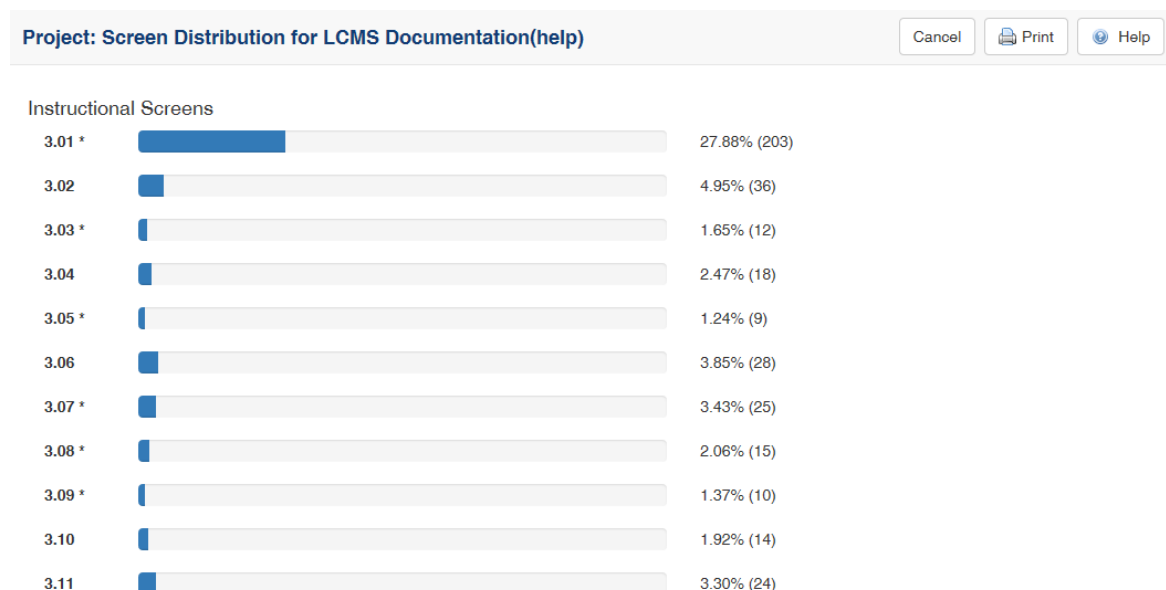 Project: Screen Distribution for LCMS Documentation(help) Cancel Print Help
Instructional Screens
3.01 * 27.88% (203)
3.02 4.95% (36)
3.03 * 1.65% (12)
3.04 2.47% (18)
3.05 * 1.24% (9)
3.06 3.85% (28)
3.07 * 3.43% (25)
3.08 * 2.06% (15)
3.09 * 1.37% (10)
3.10 1.92% (14)
3.11 3.30% (24)